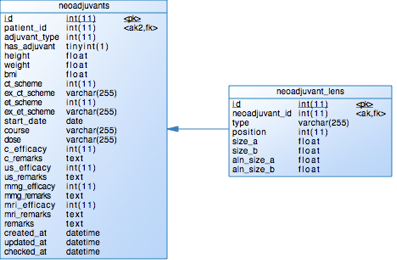 neoadjuvants
id int(11) <pk>
patient_id int(11) <ak2,fk>
adjuvant_type int(11)
has_adjuvant tinyint(1)
height float
weight float
bmi float
ct_scheme int(11)
ex_ct_scheme varchar(255)
et_scheme int(11)
ex_et_scheme varchar(255)
start_date date
course varchar(255)
dose varchar(255)
c_efficacy int(11)
c_remarks text
us_efficacy int(11)
us_remarks text
mmg_efficacy int(11)
mmg_remarks text
mri_efficacy int(11)
mri_remarks text
remarks text
created_at datetime
updated_at datetime
checked_at datetime
neoadjuvant_lens
id int(11) <pk>
neoadjuvant_id int(11) <ak,fk>
type varchar(255)
position int(11)
size_a float
size_b float
aln_size_a float
aln_size_b float